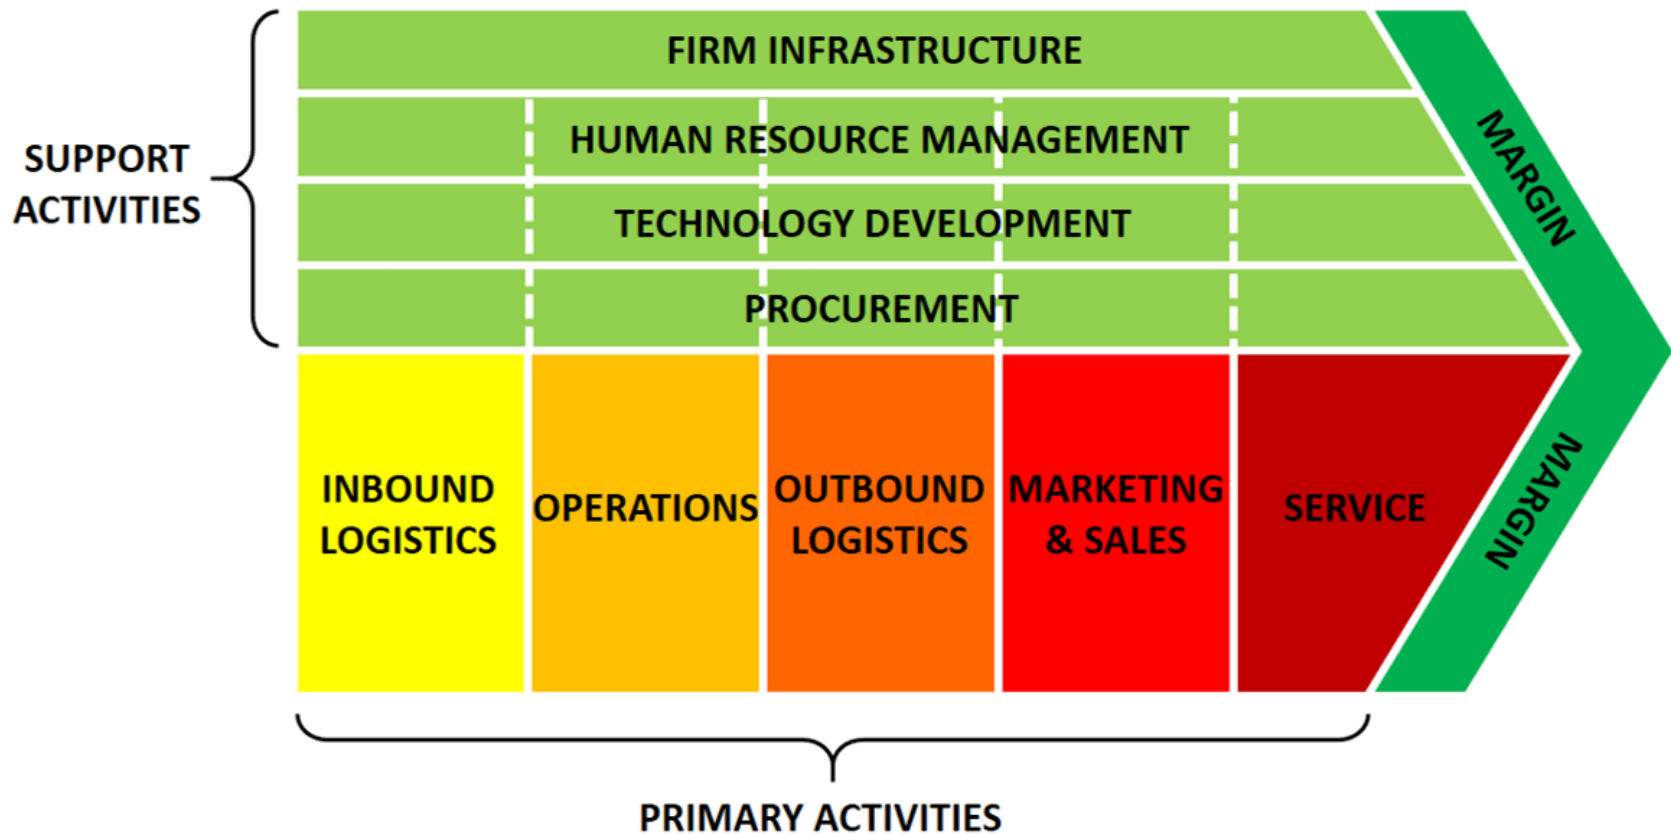 FIRM INFRASTRUCTURE
HUMAN RESOURCE MANAGEMENT
TECHNOLOGY DEVELOPMENT
PROCUREMENT
SUPPORT
ACTIVITIES
MARGIN
INBOUND
LOGISTICS
OPERATIONS
OUTBOUND
LOGISTICS
MARKETING
& SALES
SERVICE
MARGIN
PRIMARY ACTIVITIES